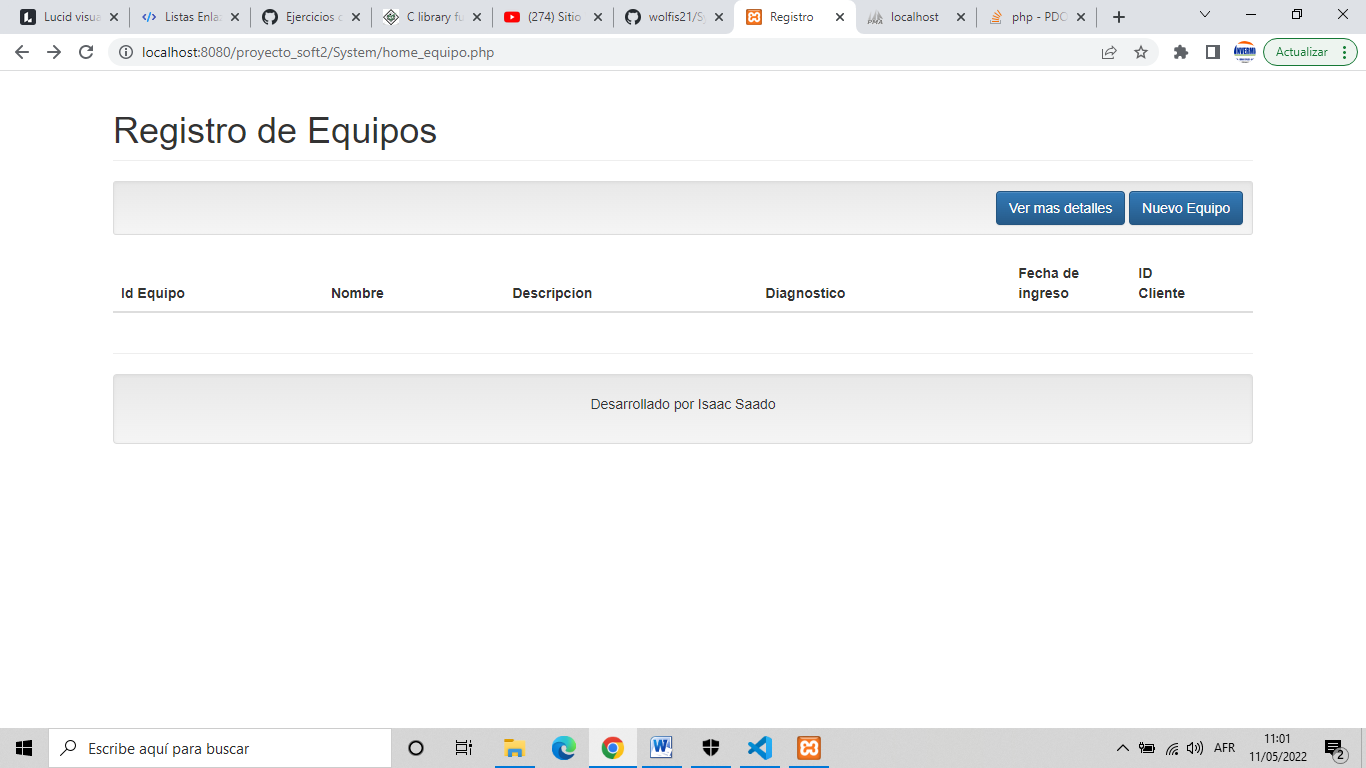 Lucid visua
Listas Enla
Ejercicios
C library fu
(274) Sitio
wolfis21/Sy
Registro
localhost
php - PDO
localhost:8080/proyecto_soft2/System/home_equipo.php
Actualizar
Registro de Equipos
Ver mas detalles
Nuevo Equipo
Id Equipo
Nombre
Descripcion
Diagnostico
Fecha de
ingreso
ID
Cliente
Desarrollado por Isaac Saado
Escribe aquí para buscar
AFR
11:01
11/05/2022
2